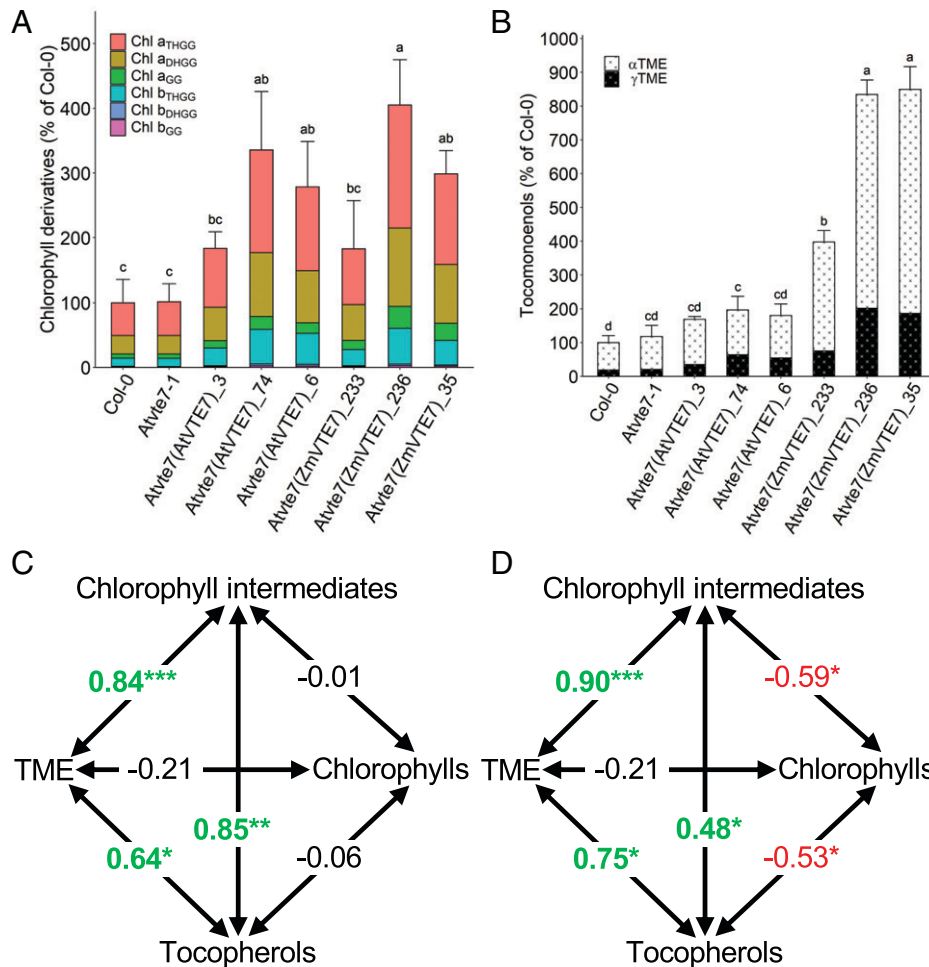 A
Chlorophyll derivatives (% of Col-0)
500
400
300
200
100
0
Chl aTHGG
Chl aDHGG
Chl aGG
Chl bTHGG
Chl bDHGG
Chl bGG
c
c
bc
ab
ab
bc
a
ab
Col-0
Atvte7-1
Atvte7(AtVTE7)_3
Atvte7(AtVTE7)_74
Atvte7(AtVTE7)_6
Atvte7(ZmVTE7)_233
Atvte7(ZmVTE7)_236
Atvte7(ZmVTE7)_35
B
Tocomonoenols (% of Col-0)
1000
900
800
700
600
500
400
300
200
100
0
αTME
γTME
d
cd
cd
c
cd
b
a
a
Col-0
Atvte7-1
Atvte7(AtVTE7)_3
Atvte7(AtVTE7)_74
Atvte7(AtVTE7)_6
Atvte7(ZmVTE7)_233
Atvte7(ZmVTE7)_236
Atvte7(ZmVTE7)_35
C
Chlorophyll intermediates
0.84***
-0.01
TME
-0.21
Chlorophylls
0.85**
0.64*
-0.06
Tocopherols
D
Chlorophyll intermediates
0.90***
-0.59*
TME
-0.21
Chlorophylls
0.48*
0.75*
-0.53*
Tocopherols